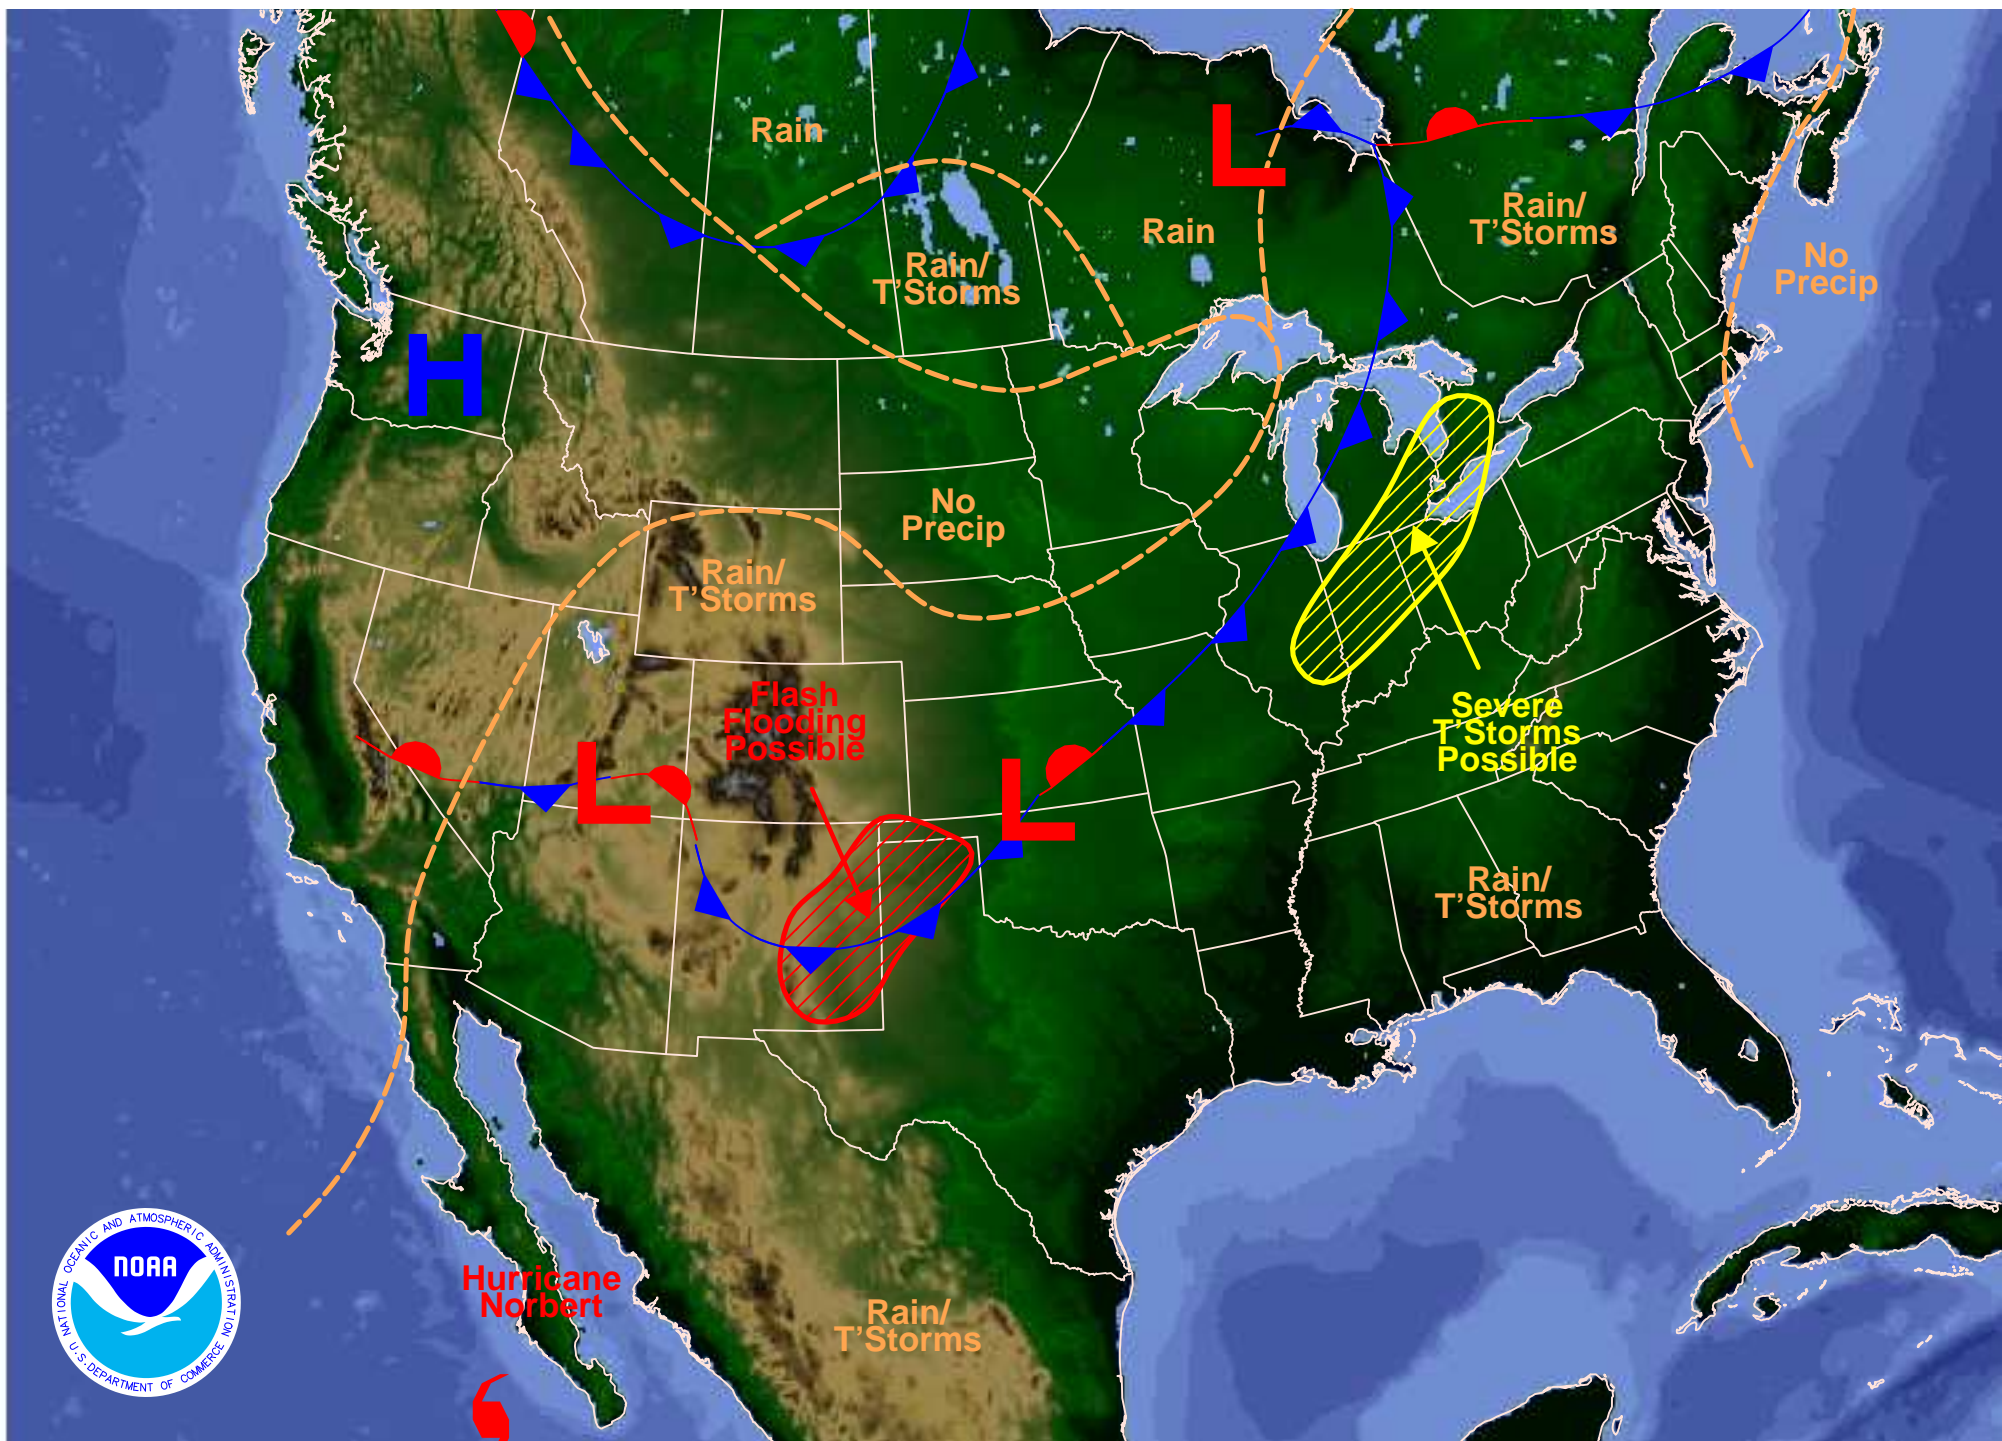 Rain
L
Rain/
T'Storms
Rain
No
Precip
Rain/
T'Storms
H
No
Precip
Rain/
T'Storms
Flash
Flooding
Possible
Severe
T'Storms
Possible
L
L
Rain/
T'Storms
Hurricane
Norbert
Rain/
T'Storms
NATIONAL OCEANIC AND ATMOSPHERIC ADMINISTRATION
NOAA
U.S. DEPARTMENT OF COMMERCE